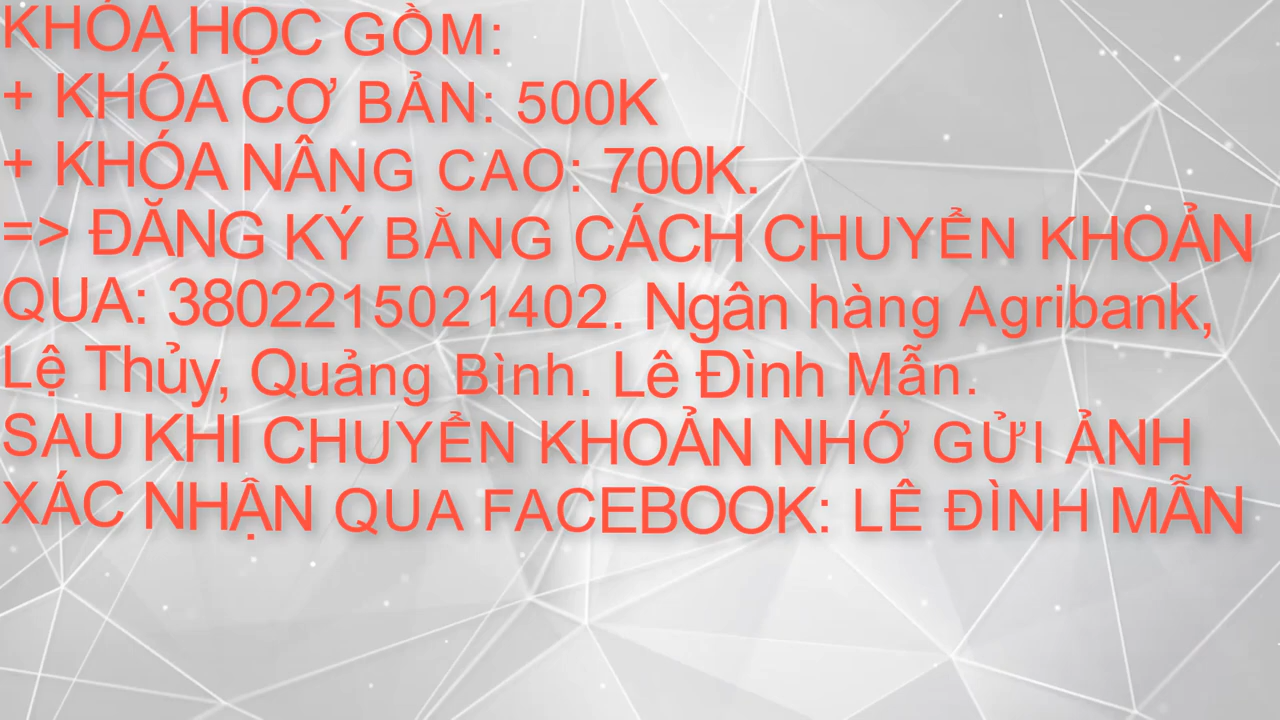 KHÓA HỌC GỒM:
+ KHÓA CƠ BẢN: 500K
+ KHÓA NÂNG CAO: 700K.
=> ĐĂNG KÝ BẰNG CÁCH CHUYỂN KHOẢN
QUA: 3802215021402. Ngân hàng Agribank,
Lệ Thủy, Quảng Bình. Lê Đình Mẫn.
SAU KHI CHUYỂN KHOẢN NHỚ GỬI ẢNH
XÁC NHẬN QUA FACEBOOK: LÊ ĐÌNH MẪN